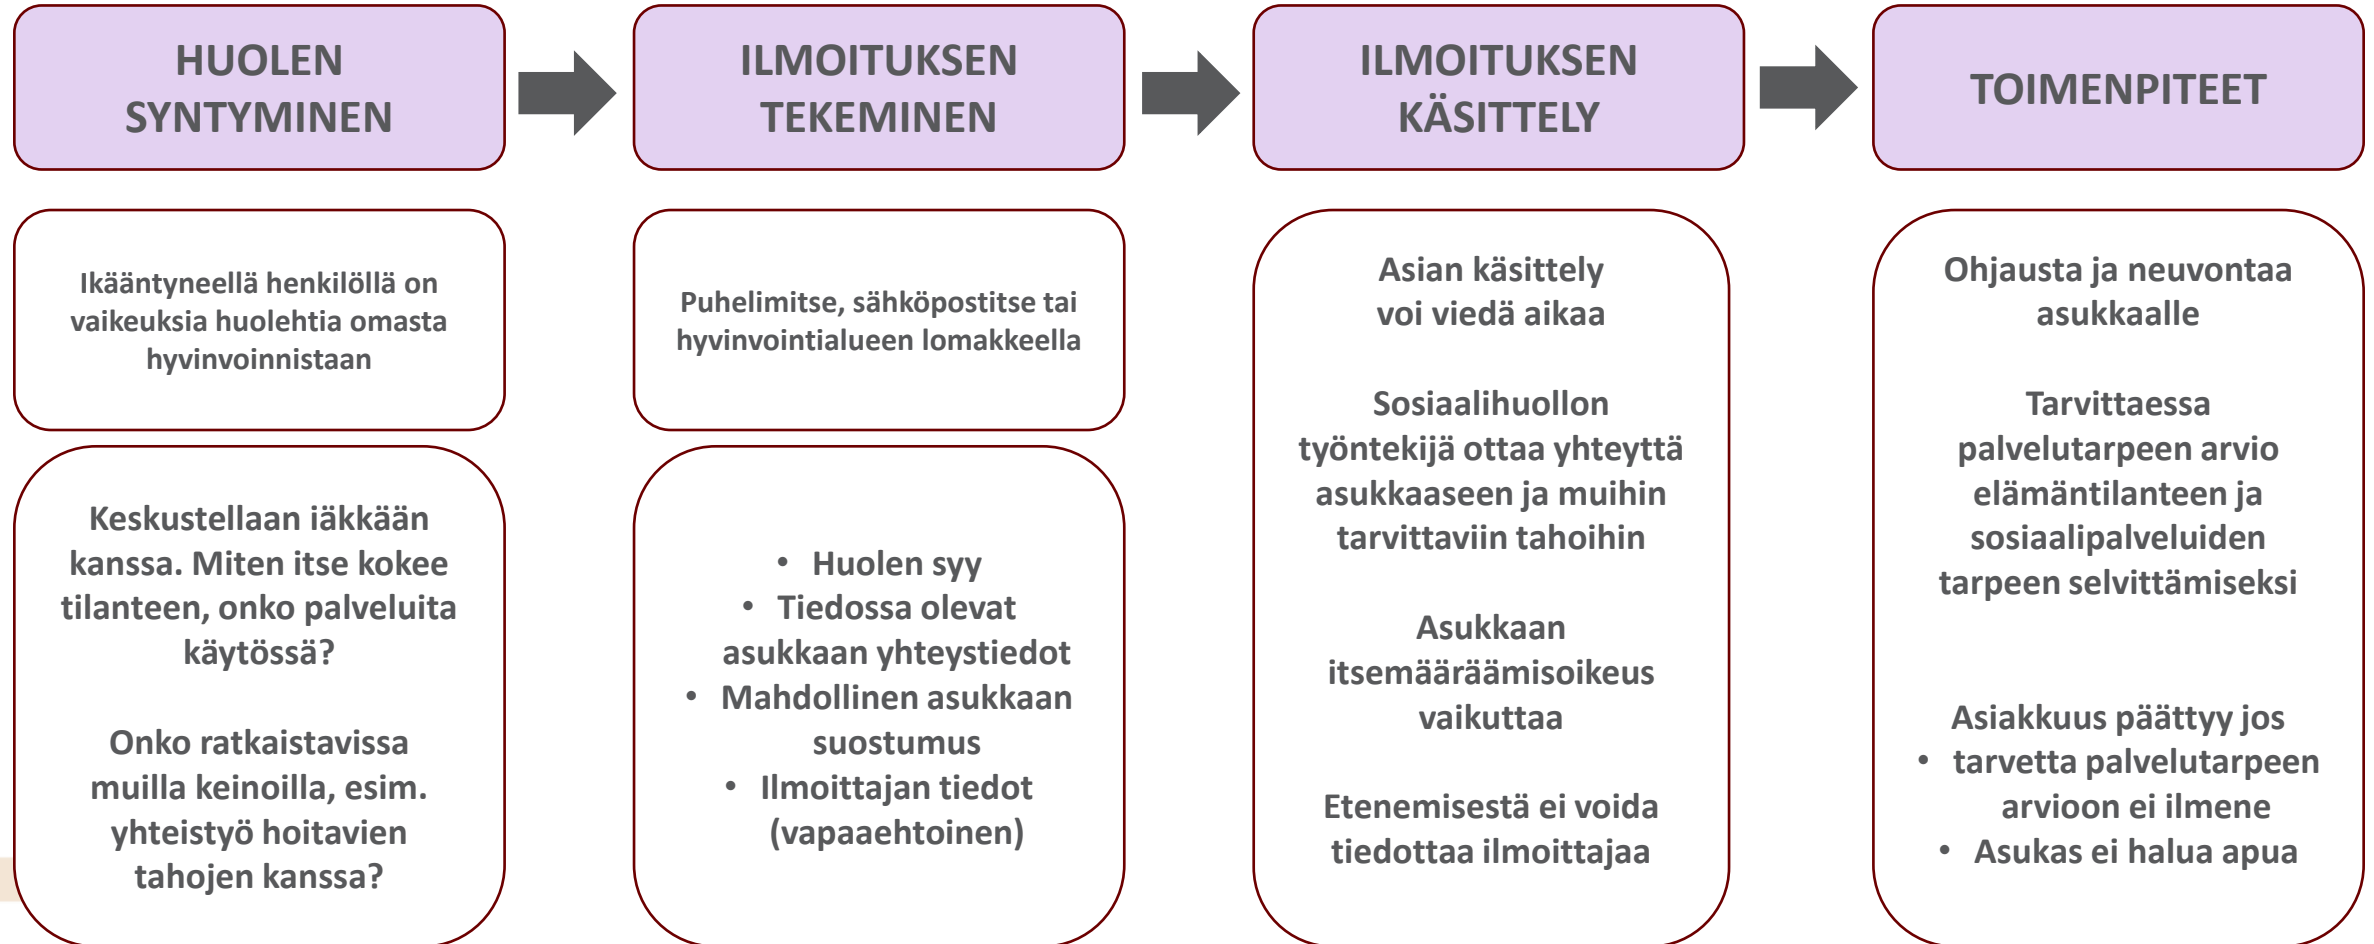 HUOLEN
SYNTYMINEN
ILMOITUKSEN
TEKEMINEN
ILMOITUKSEN
KÄSITTELY
TOIMENPITEET
Ikääntyneellä henkilöllä on
vaikeuksia huolehtia omasta
hyvinvoinnistaan
Keskustellaan iäkkään
kanssa. Miten itse kokee
tilanteen, onko palveluita
käytössä?
Onko ratkaistavissa
muilla keinoilla, esim.
yhteistyö hoitavien
tahojen kanssa?
Puhelimitse, sähköpostitse tai
hyvinvointialueen lomakkeella
• Huolen syy
• Tiedossa olevat
asukkaan yhteystiedot
• Mahdollinen asukkaan
suostumus
• Ilmoittajan tiedot
(vapaaehtoinen)
Asian käsittely
voi viedä aikaa
Sosiaalihuollon
työntekijä ottaa yhteyttä
asukkaaseen ja muihin
tarvittaviin tahoihin
Asukkaan
itsemääräämisoikeus
vaikuttaa
Etenemisestä ei voida
tiedottaa ilmoittajaa
Ohjausta ja neuvontaa
asukkaalle
Tarvittaessa
palvelutarpeen arvio
elämäntilanteen ja
sosiaalipalveluiden
tarpeen selvittämiseksi
Asiakkuus päättyy jos
• tarvetta palvelutarpeen
arvioon ei ilmene
• Asukas ei halua apua